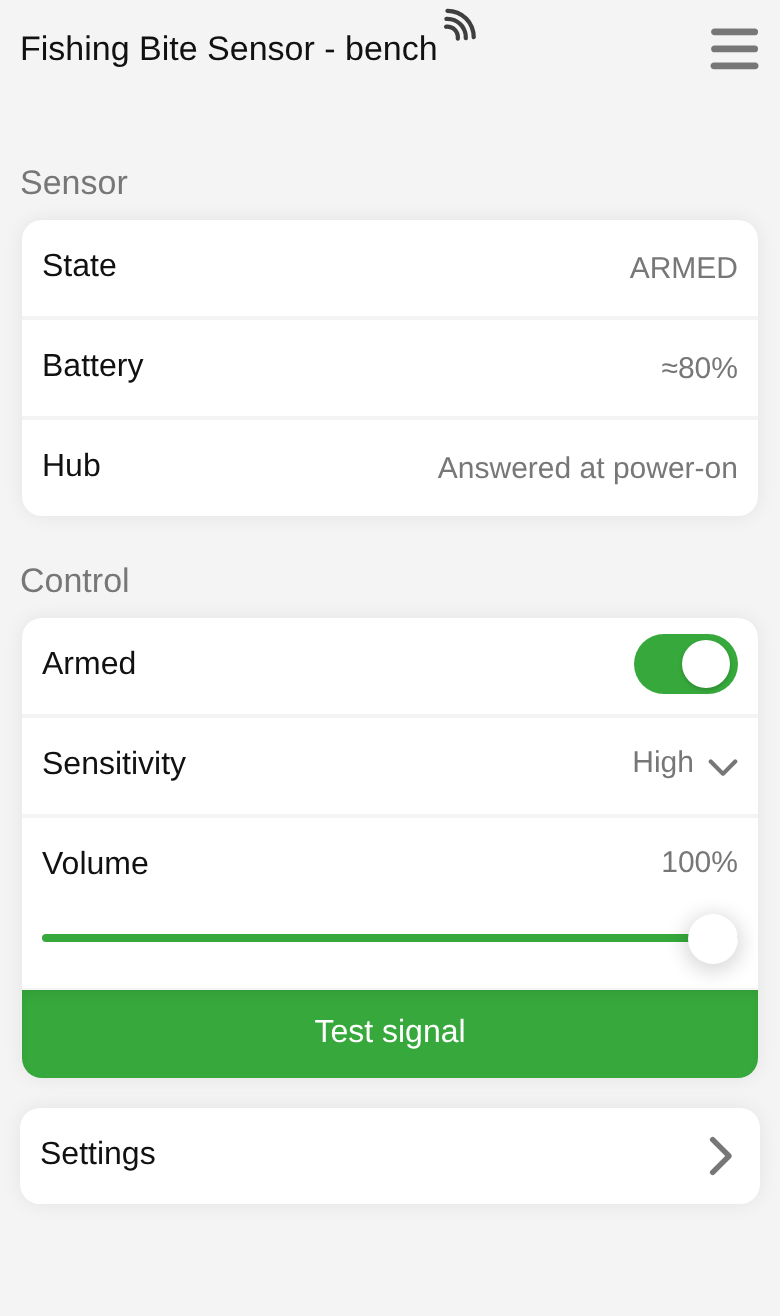 Fishing Bite Sensor - bench
Sensor
State ARMED
Battery ≈80%
Hub Answered at power-on
Control
Armed
Sensitivity High
Volume 100%
Test signal
Settings